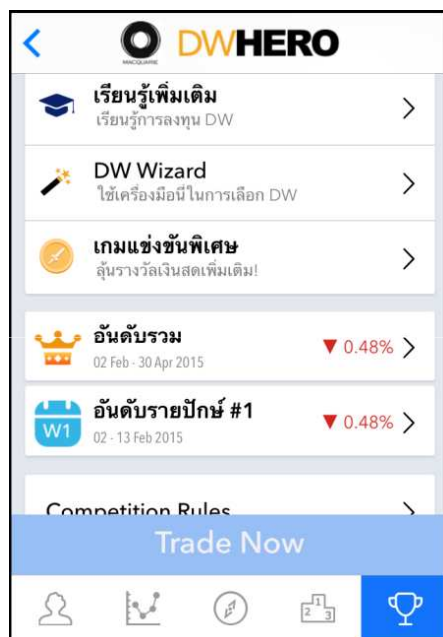 MACQUARIE
DWHERO
เรียนรู้เพิ่มเติม
เรียนรู้การลงทุน DW
DW Wizard
ใช้เครื่องมือนี้ในการเลือก DW
เกมแข่งขันพิเศษ
ลุ้นรางวัลเงินสดเพิ่มเติม!
อันดับรวม
02 Feb - 30 Apr 2015
▼ 0.48%
อันดับรายปักษ์ #1
W1
02 - 13 Feb 2015
▼ 0.48%
Competition Rules
Trade Now
1
2
3